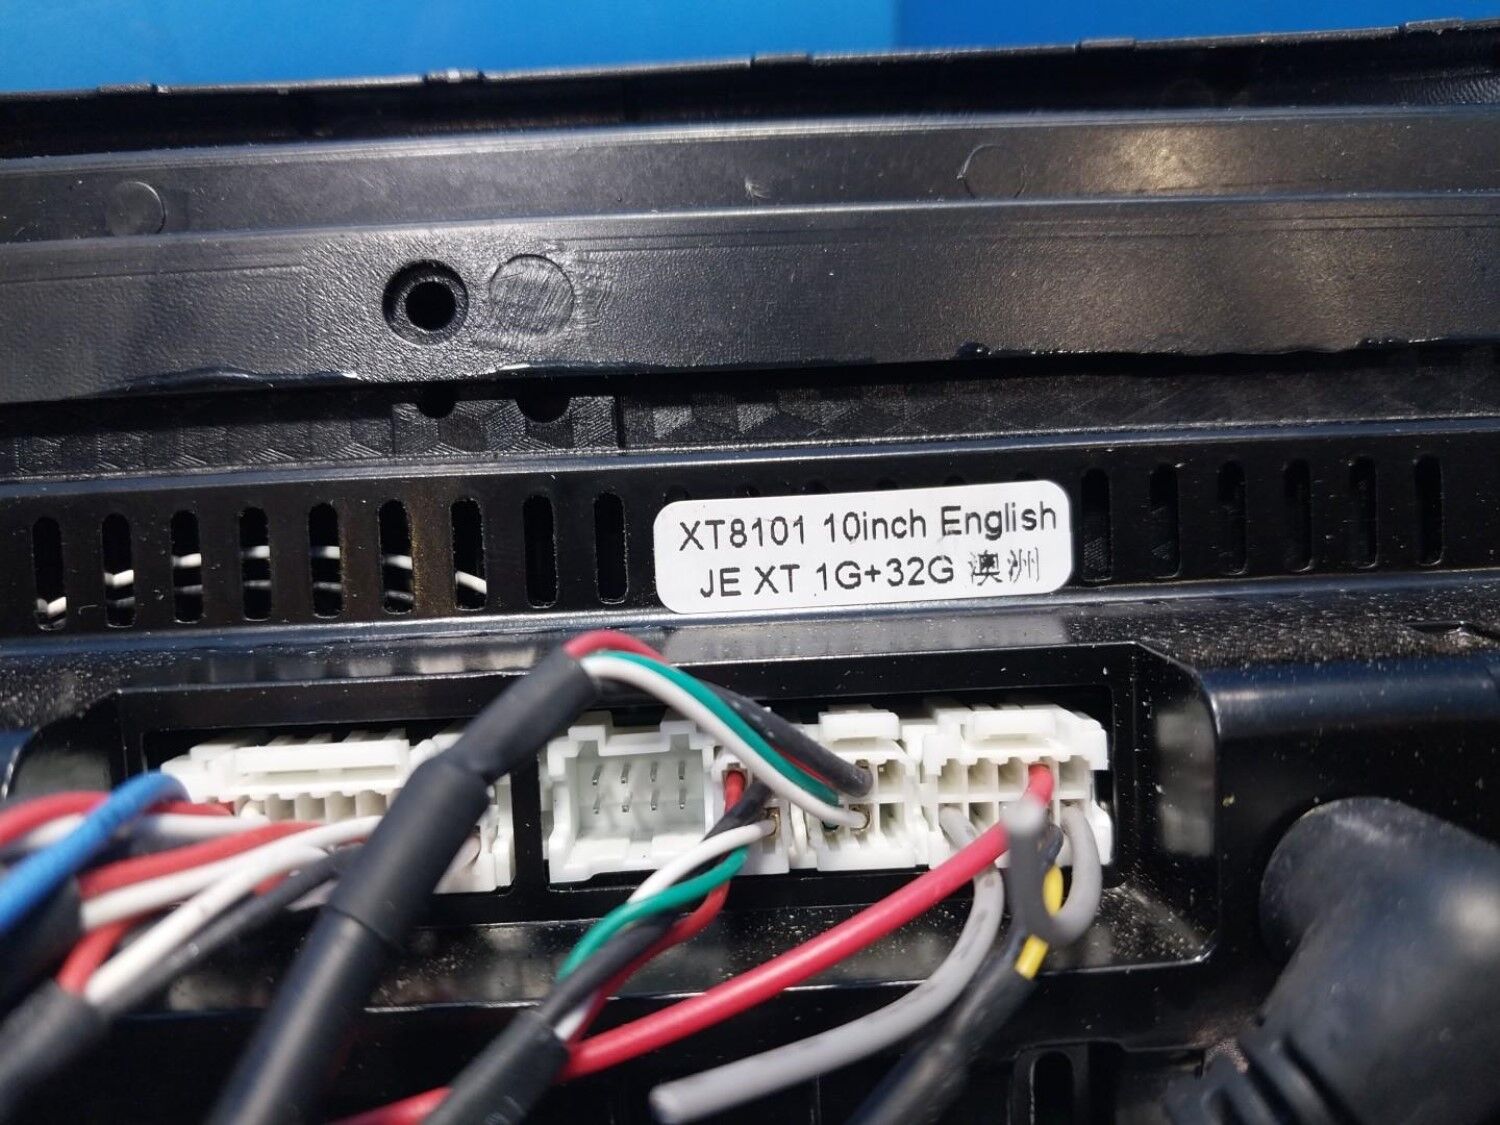 XT8101 10inch English
JE XT 1G+32G 澳洲